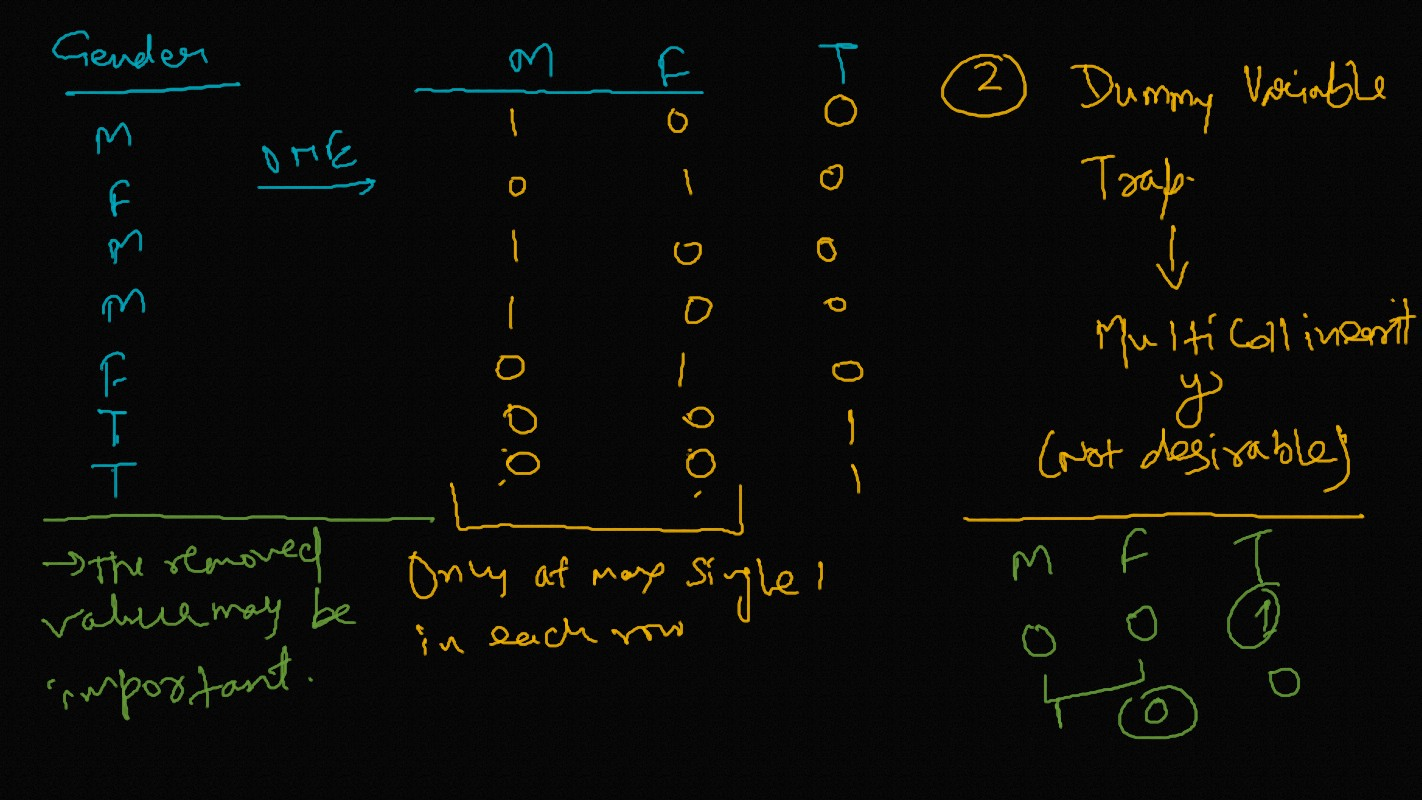 Gender M F T
M 1 0 0
OHE
F 0 1 0
M 1 0 0
M 1 0 0
F 0 1 0
T 0 0 1
T 0 0 1
→ The removed
value may be
important.
Only at max single 1
in each row
2 Dummy Variable
Trap
↓
Multicollinearit
y
(Not desirable)
M F T
0 0 1
0
0